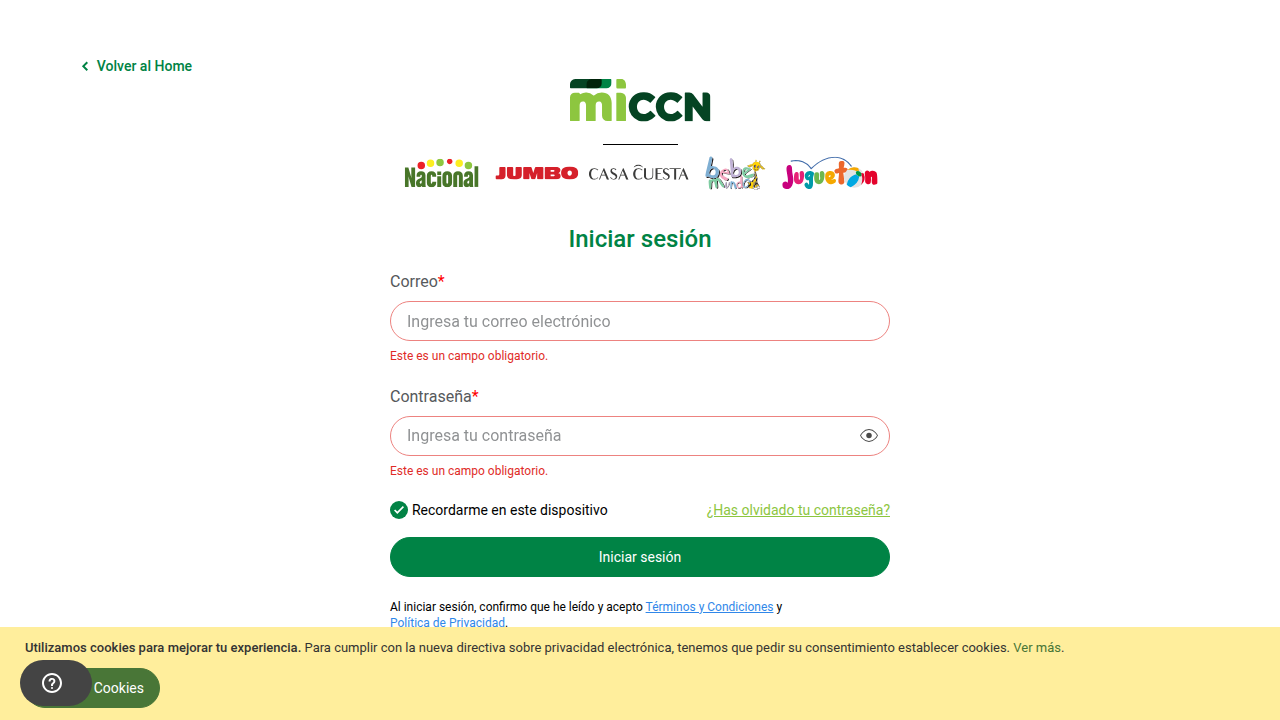 Volver al Home
miCCN
Nacional JUMBO CASA CUESTA bebé mundo Juguetón
Iniciar sesión
Correo*
Ingresa tu correo electrónico
Este es un campo obligatorio.
Contraseña*
Ingresa tu contraseña
Este es un campo obligatorio.
Recordarme en este dispositivo ¿Has olvidado tu contraseña?
Iniciar sesión
Al iniciar sesión, confirmo que he leído y acepto Términos y Condiciones y
Política de Privacidad.
Utilizamos cookies para mejorar tu experiencia. Para cumplir con la nueva directiva sobre privacidad electrónica, tenemos que pedir su consentimiento establecer cookies. Ver más.
Cookies